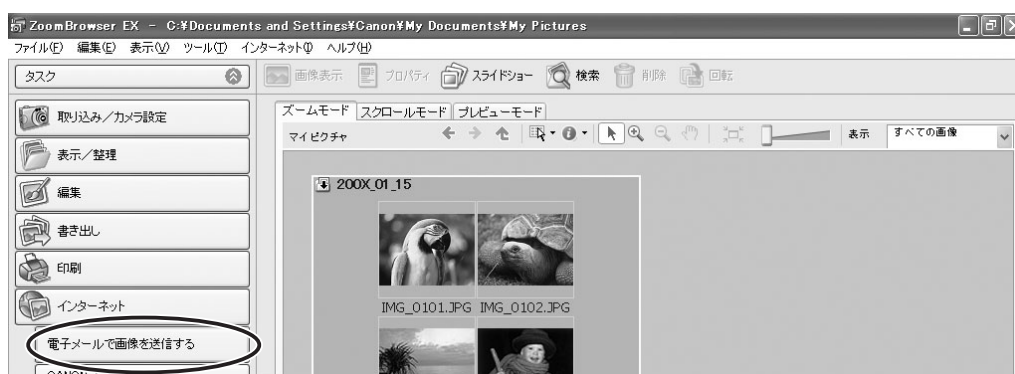 ZoomBrowser EX - C:¥Documents and Settings¥Canon¥My Documents¥My Pictures
ファイル(F) 編集(E) 表示(V) ツール(T) インターネット(I) ヘルプ(H)
タスク
画像表示 プロパティ スライドショー 検索 削除 回転
取り込み/カメラ設定
表示/整理
編集
書き出し
印刷
インターネット
電子メールで画像を送信する
ズームモード スクロールモード プレビューモード
マイ ピクチャ 表示 すべての画像
200X_01_15
IMG_0101.JPG IMG_0102.JPG